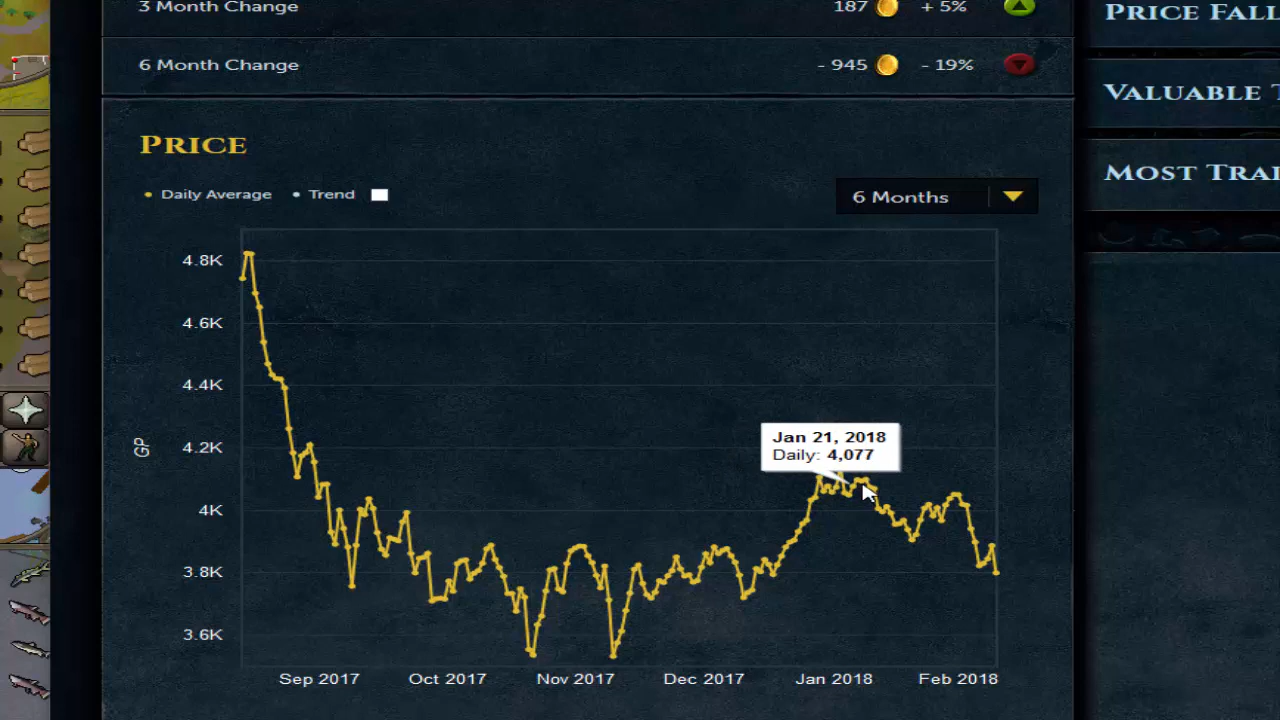 3 Month Change 187 + 5%
PRICE FALL
6 Month Change - 945 - 19%
VALUABLE
PRICE
MOST TRA
Daily Average Trend
6 Months
4.8K
4.6K
4.4K
Jan 21, 2018
Daily: 4,077
4.2K
GP
4K
3.8K
3.6K
Sep 2017 Oct 2017 Nov 2017 Dec 2017 Jan 2018 Feb 2018